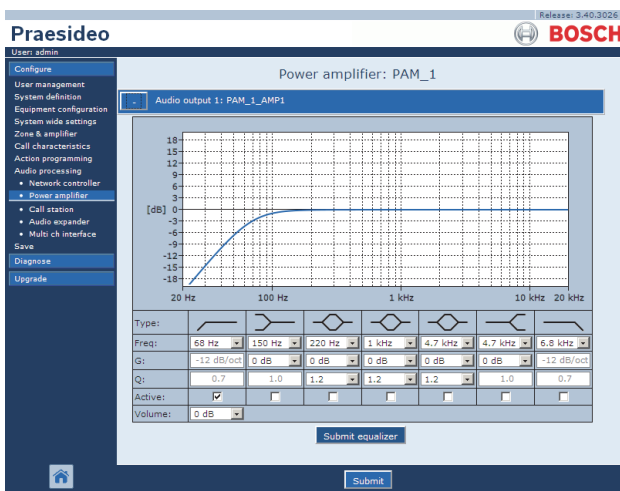 Release: 3.40.3026
Praesideo
BOSCH
User: admin
Configure
User management
System definition
Equipment configuration
System wide settings
Zone & amplifier
Call characteristics
Action programming
Audio processing
• Network controller
• Power amplifier
• Call station
• Audio expander
• Multi ch interface
Save
Diagnose
Upgrade
Power amplifier: PAM_1
- Audio output 1: PAM_1_AMP1
18
15
12
9
6
3
[dB] 0
-3
-6
-9
-12
-15
-18
20 Hz 100 Hz 1 kHz 10 kHz 20 kHz
Type:
Freq: 68 Hz 150 Hz 220 Hz 1 kHz 4.7 kHz 4.7 kHz 6.8 kHz
G: -12 dB/oct 0 dB 0 dB 0 dB 0 dB 0 dB -12 dB/oct
Q: 0.7 1.0 1.2 1.2 1.2 1.0 0.7
Active:
Volume: 0 dB
Submit equalizer
Submit